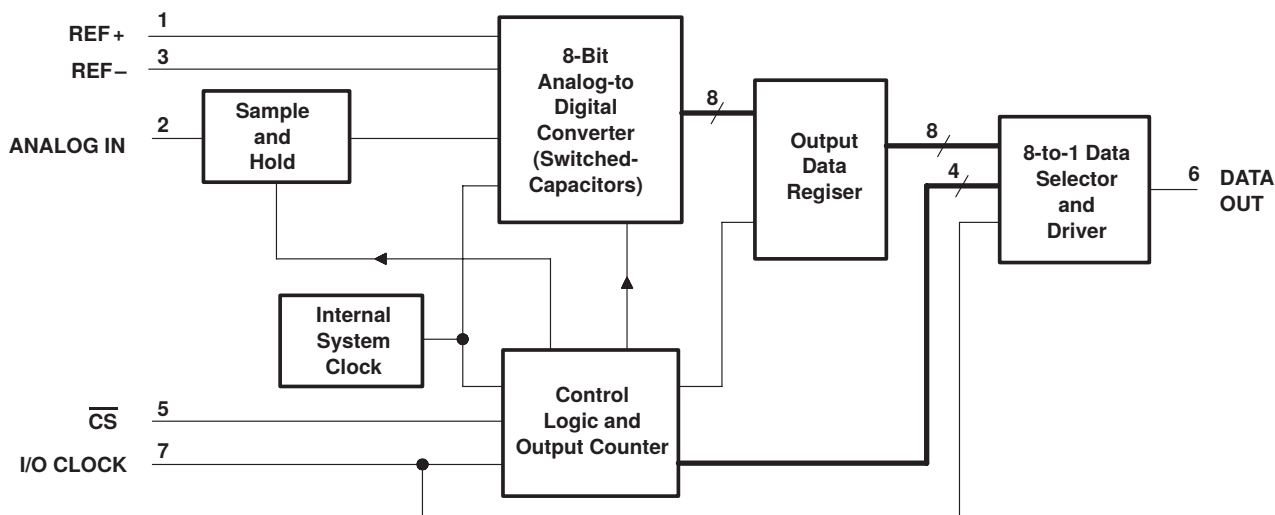 REF+
1
REF–
3
ANALOG IN
2
Sample
and
Hold
8-Bit
Analog-to
Digital
Converter
(Switched-
Capacitors)
8
Output
Data
Regiser
8
4
8-to-1 Data
Selector
and
Driver
6
DATA
OUT
Internal
System
Clock
Control
Logic and
Output Counter
CS
5
I/O CLOCK
7